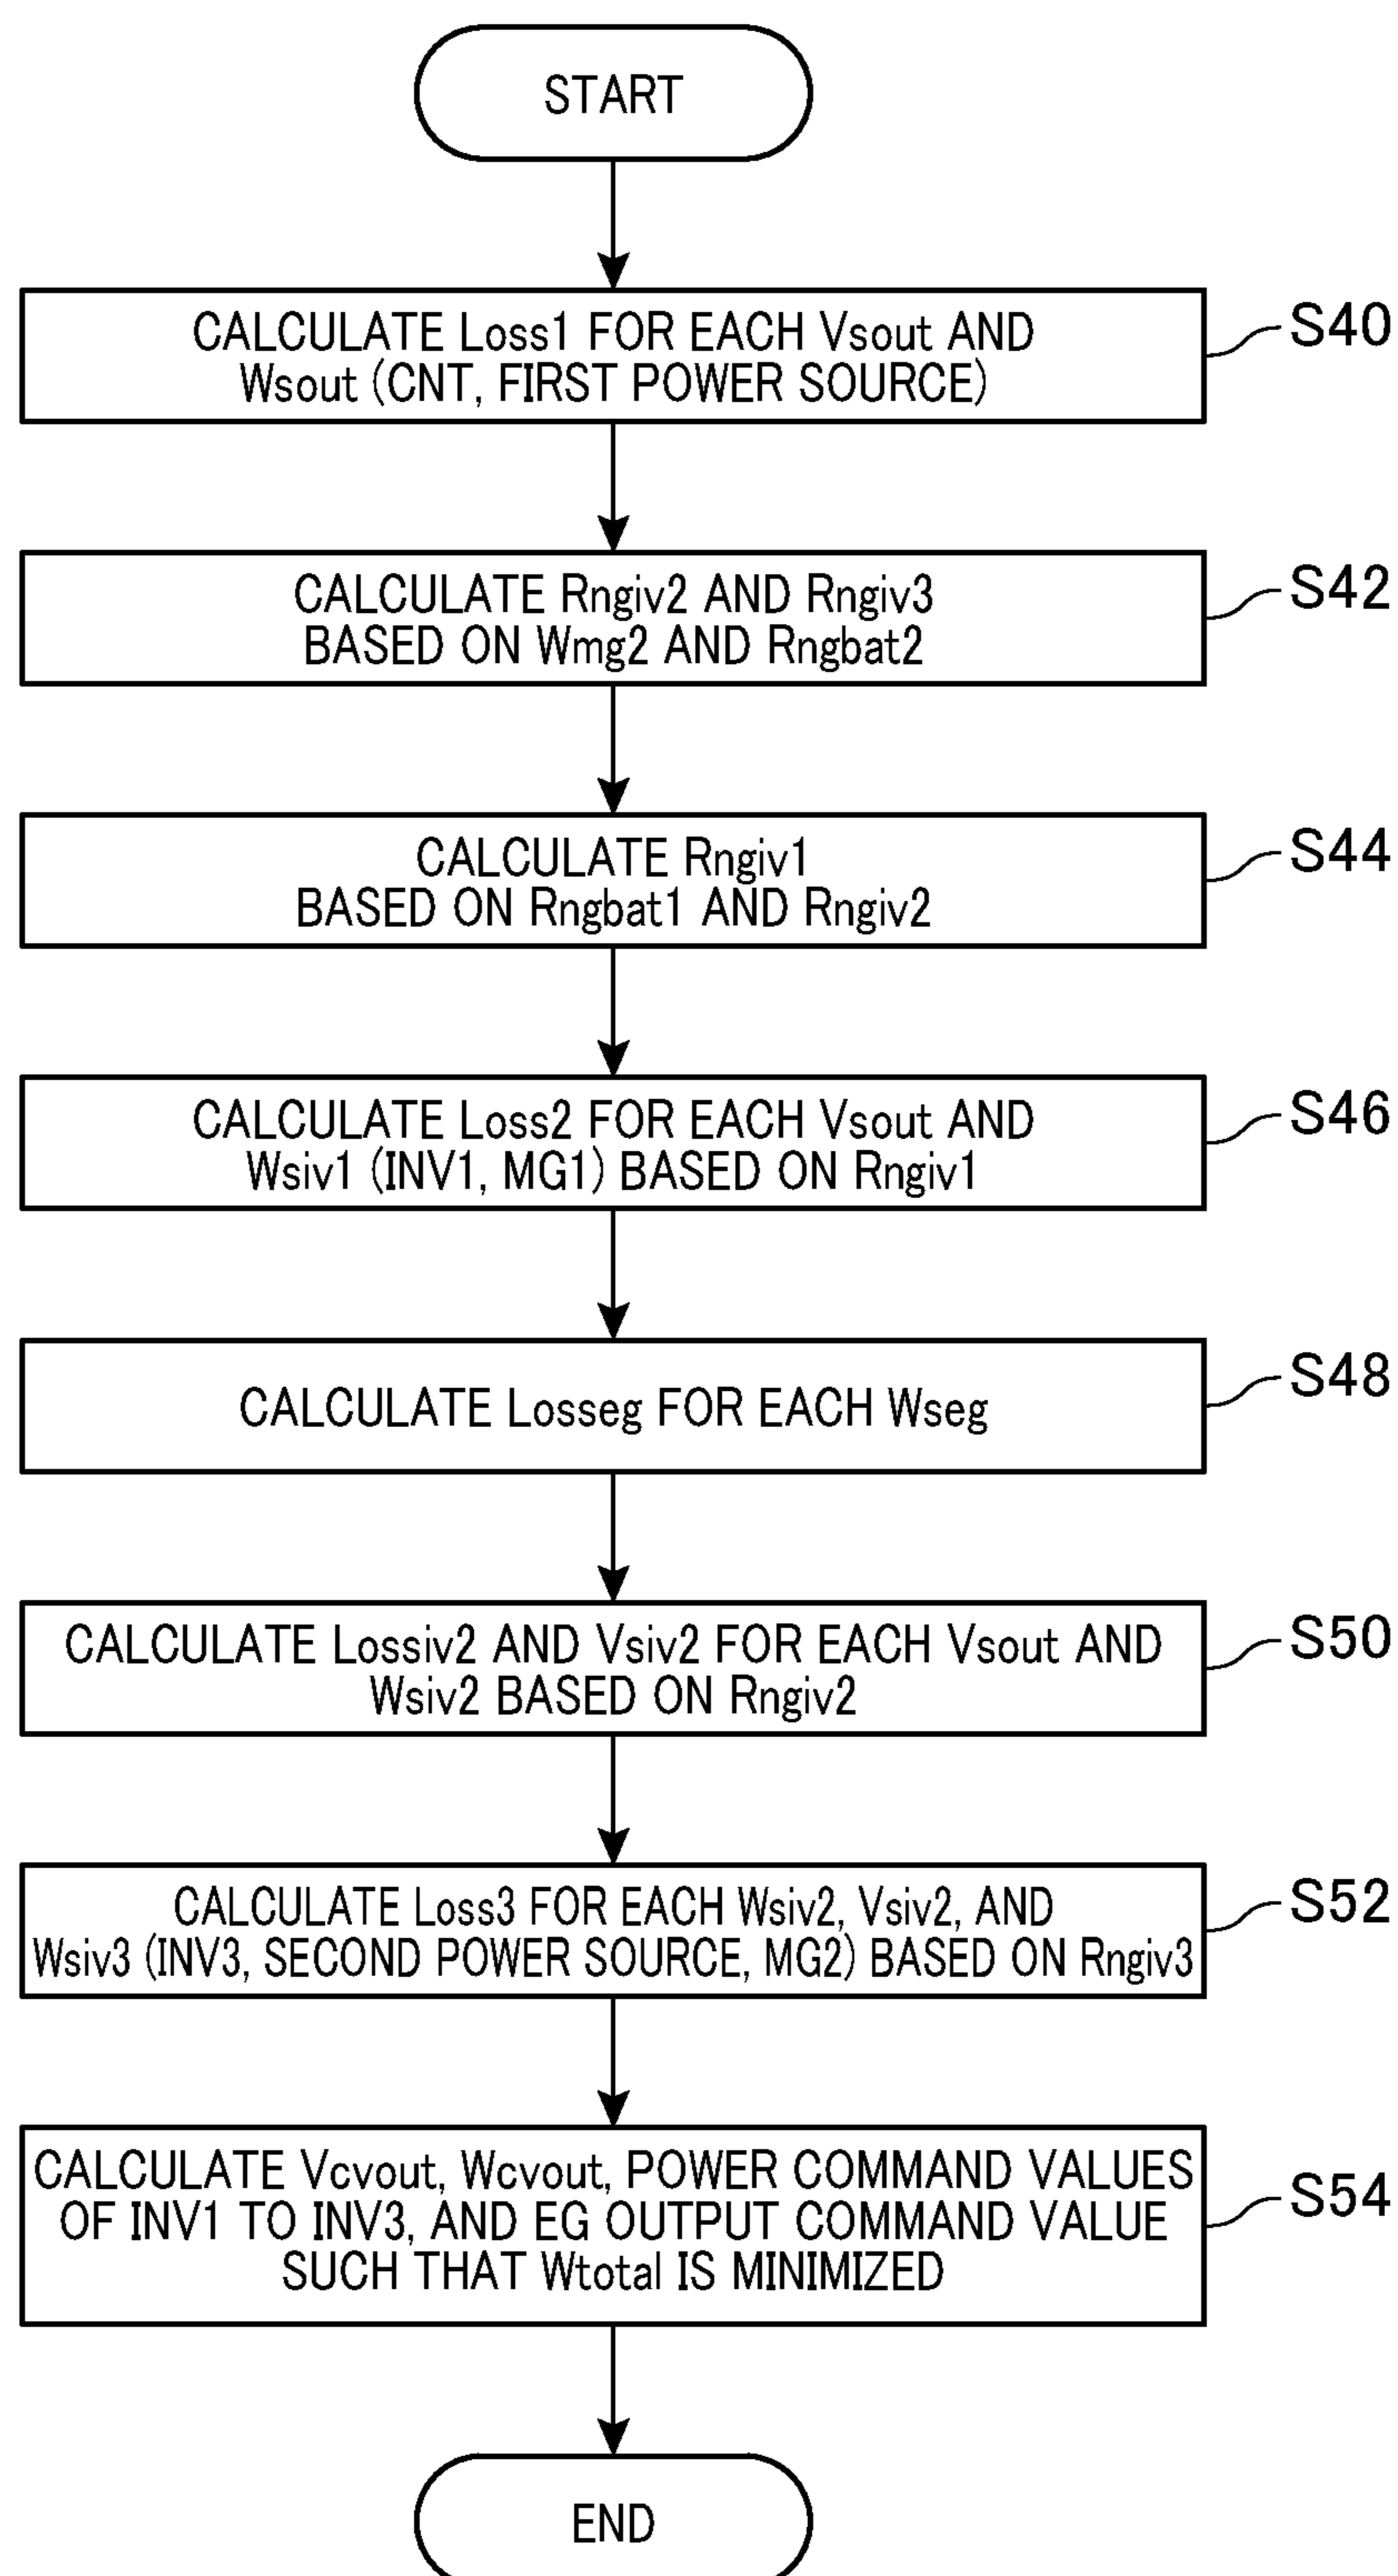 START
CALCULATE Loss1 FOR EACH Vsout AND
Wsout (CNT, FIRST POWER SOURCE)
S40
CALCULATE Rngiv2 AND Rngiv3
BASED ON Wmg2 AND Rngbat2
S42
CALCULATE Rngiv1
BASED ON Rngbat1 AND Rngiv2
S44
CALCULATE Loss2 FOR EACH Vsout AND
Wsiv1 (INV1, MG1) BASED ON Rngiv1
S46
CALCULATE Losseg FOR EACH Wseg
S48
CALCULATE Lossiv2 AND Vsiv2 FOR EACH Vsout AND
Wsiv2 BASED ON Rngiv2
S50
CALCULATE Loss3 FOR EACH Wsiv2, Vsiv2, AND
Wsiv3 (INV3, SECOND POWER SOURCE, MG2) BASED ON Rngiv3
S52
CALCULATE Vcvout, Wcvout, POWER COMMAND VALUES
OF INV1 TO INV3, AND EG OUTPUT COMMAND VALUE
SUCH THAT Wtotal IS MINIMIZED
S54
END